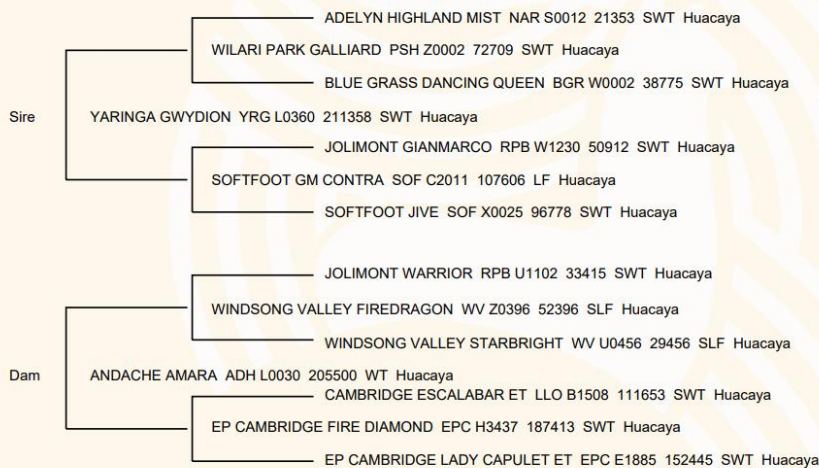 ADELYN HIGHLAND MIST NAR S0012 21353 SWT Huacaya
WILARI PARK GALLIARD PSH Z0002 72709 SWT Huacaya
BLUE GRASS DANCING QUEEN BGR W0002 38775 SWT Huacaya
Sire
YARINGA GWYDION YRG L0360 211358 SWT Huacaya
JOLIMONT GIANMARCO RPB W1230 50912 SWT Huacaya
SOFTFOOT GM CONTRA SOF C2011 107606 LF Huacaya
SOFTFOOT JIVE SOF X0025 96778 SWT Huacaya
JOLIMONT WARRIOR RPB U1102 33415 SWT Huacaya
WINDSONG VALLEY FIREDRAGON WV Z0396 52396 SLF Huacaya
WINDSONG VALLEY STARBRIGHT WV U0456 29456 SLF Huacaya
Dam
ANDACHE AMARA ADH L0030 205500 WT Huacaya
CAMBRIDGE ESCALABAR ET LLO B1508 111653 SWT Huacaya
EP CAMBRIDGE FIRE DIAMOND EPC H3437 187413 SWT Huacaya
EP CAMBRIDGE LADY CAPULET ET EPC E1885 152445 SWT Huacaya